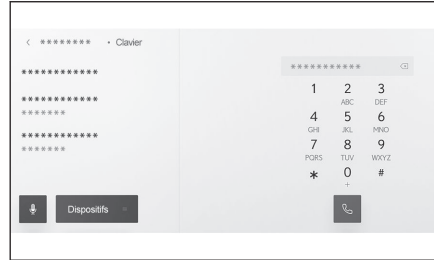 < ******** • Clavier
************
************
*******
************
*******
Dispositifs
***********
1 2 3
ABC DEF
4 5 6
GHI JKL MNO
7 8 9
PQRS TUV WXYZ
* 0 #
+